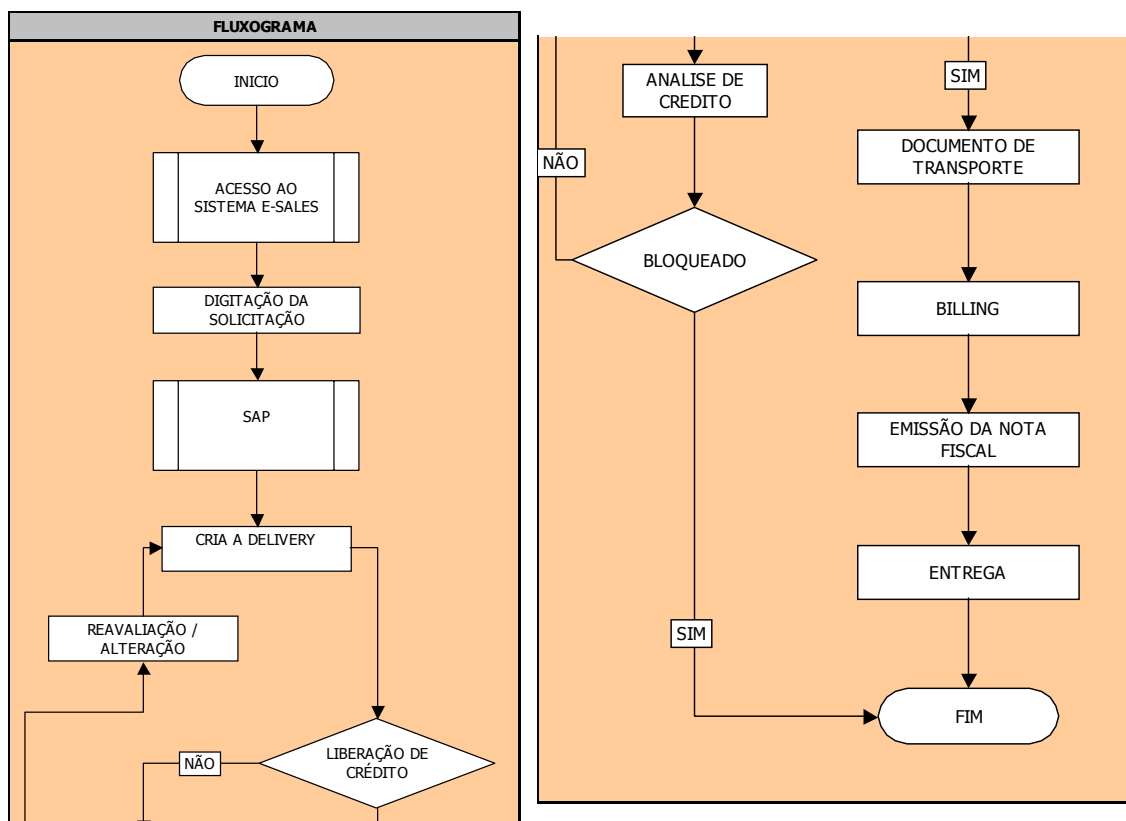 FLUXOGRAMA
INICIO
ACESSO AO
SISTEMA E-SALES
DIGITAÇÃO DA
SOLICITAÇÃO
SAP
CRIA A DELIVERY
REAVALIAÇÃO /
ALTERAÇÃO
NÃO
LIBERAÇÃO DE
CRÉDITO
ANALISE DE
CREDITO
NÃO
BLOQUEADO
SIM
SIM
DOCUMENTO DE
TRANSPORTE
BILLING
EMISSÃO DA NOTA
FISCAL
ENTREGA
FIM